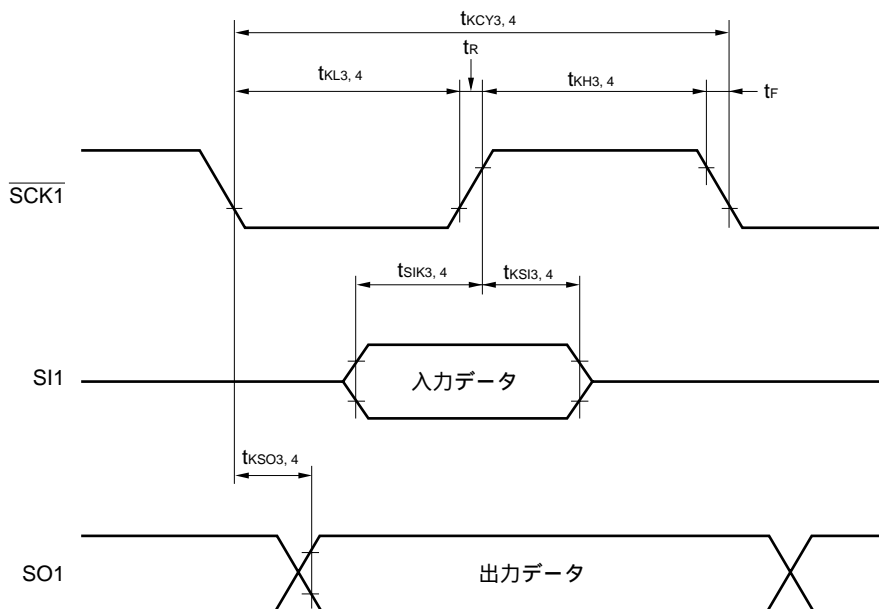 tKCY3, 4
tR
tKL3, 4
tKH3, 4
tF
SCK1
tSIK3, 4
tKSI3, 4
SI1
入力データ
tKSO3, 4
SO1
出力データ